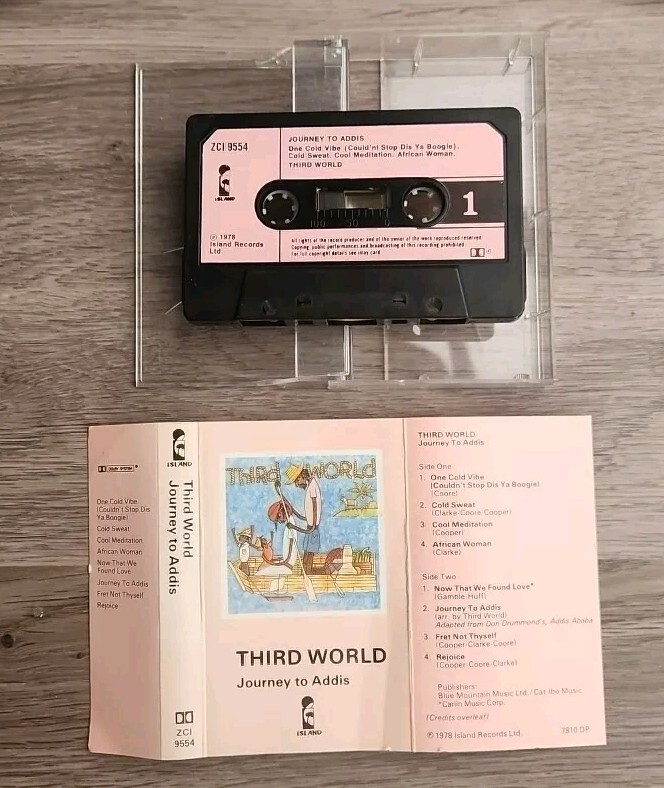 ZCI 9554
ISLAND
℗ 1978
Island Records
Ltd.
JOURNEY TO ADDIS
One Cold Vibe (Could'nt Stop Dis Ya Boogie).
Cold Sweat. Cool Meditation. African Woman.
THIRD WORLD
1
100 50 0
All rights of the record producer and of the owner of the work reproduced reserved
Copying public performances and broadcasting of this recording prohibited
For full copyright details see inlay card
DOLBY SYSTEM *
One Cold Vibe
(Couldn't Stop Dis
Ya Boogie)
Cold Sweat
Cool Meditation
African Woman
Now That We
Found Love
Journey To Addis
Fret Not Thyself
Rejoice
ISLAND
Third World
Journey to Addis
ZCI
9554
THIRD WORLD
THIRD WORLD
Journey to Addis
ISLAND
THIRD WORLD
Journey To Addis
Side One
1. One Cold Vibe
(Couldn't Stop Dis Ya Boogie)
(Coore)
2. Cold Sweat
(Clarke-Coore-Cooper)
3. Cool Meditation
(Cooper)
4. African Woman
(Clarke)
Side Two
1. Now That We Found Love*
(Gamble-Huff)
2. Journey To Addis
(arr. by Third World)
Adapted from Don Drummond's, Addis Ababa
3. Fret Not Thyself
(Cooper-Clarke-Coore)
4. Rejoice
(Cooper-Coore-Clarke)
Publishers:
Blue Mountain Music Ltd./Cat Ibo Music
*Carlin Music Corp.
(Credits overleaf)
℗ 1978 Island Records Ltd. 7810 DP